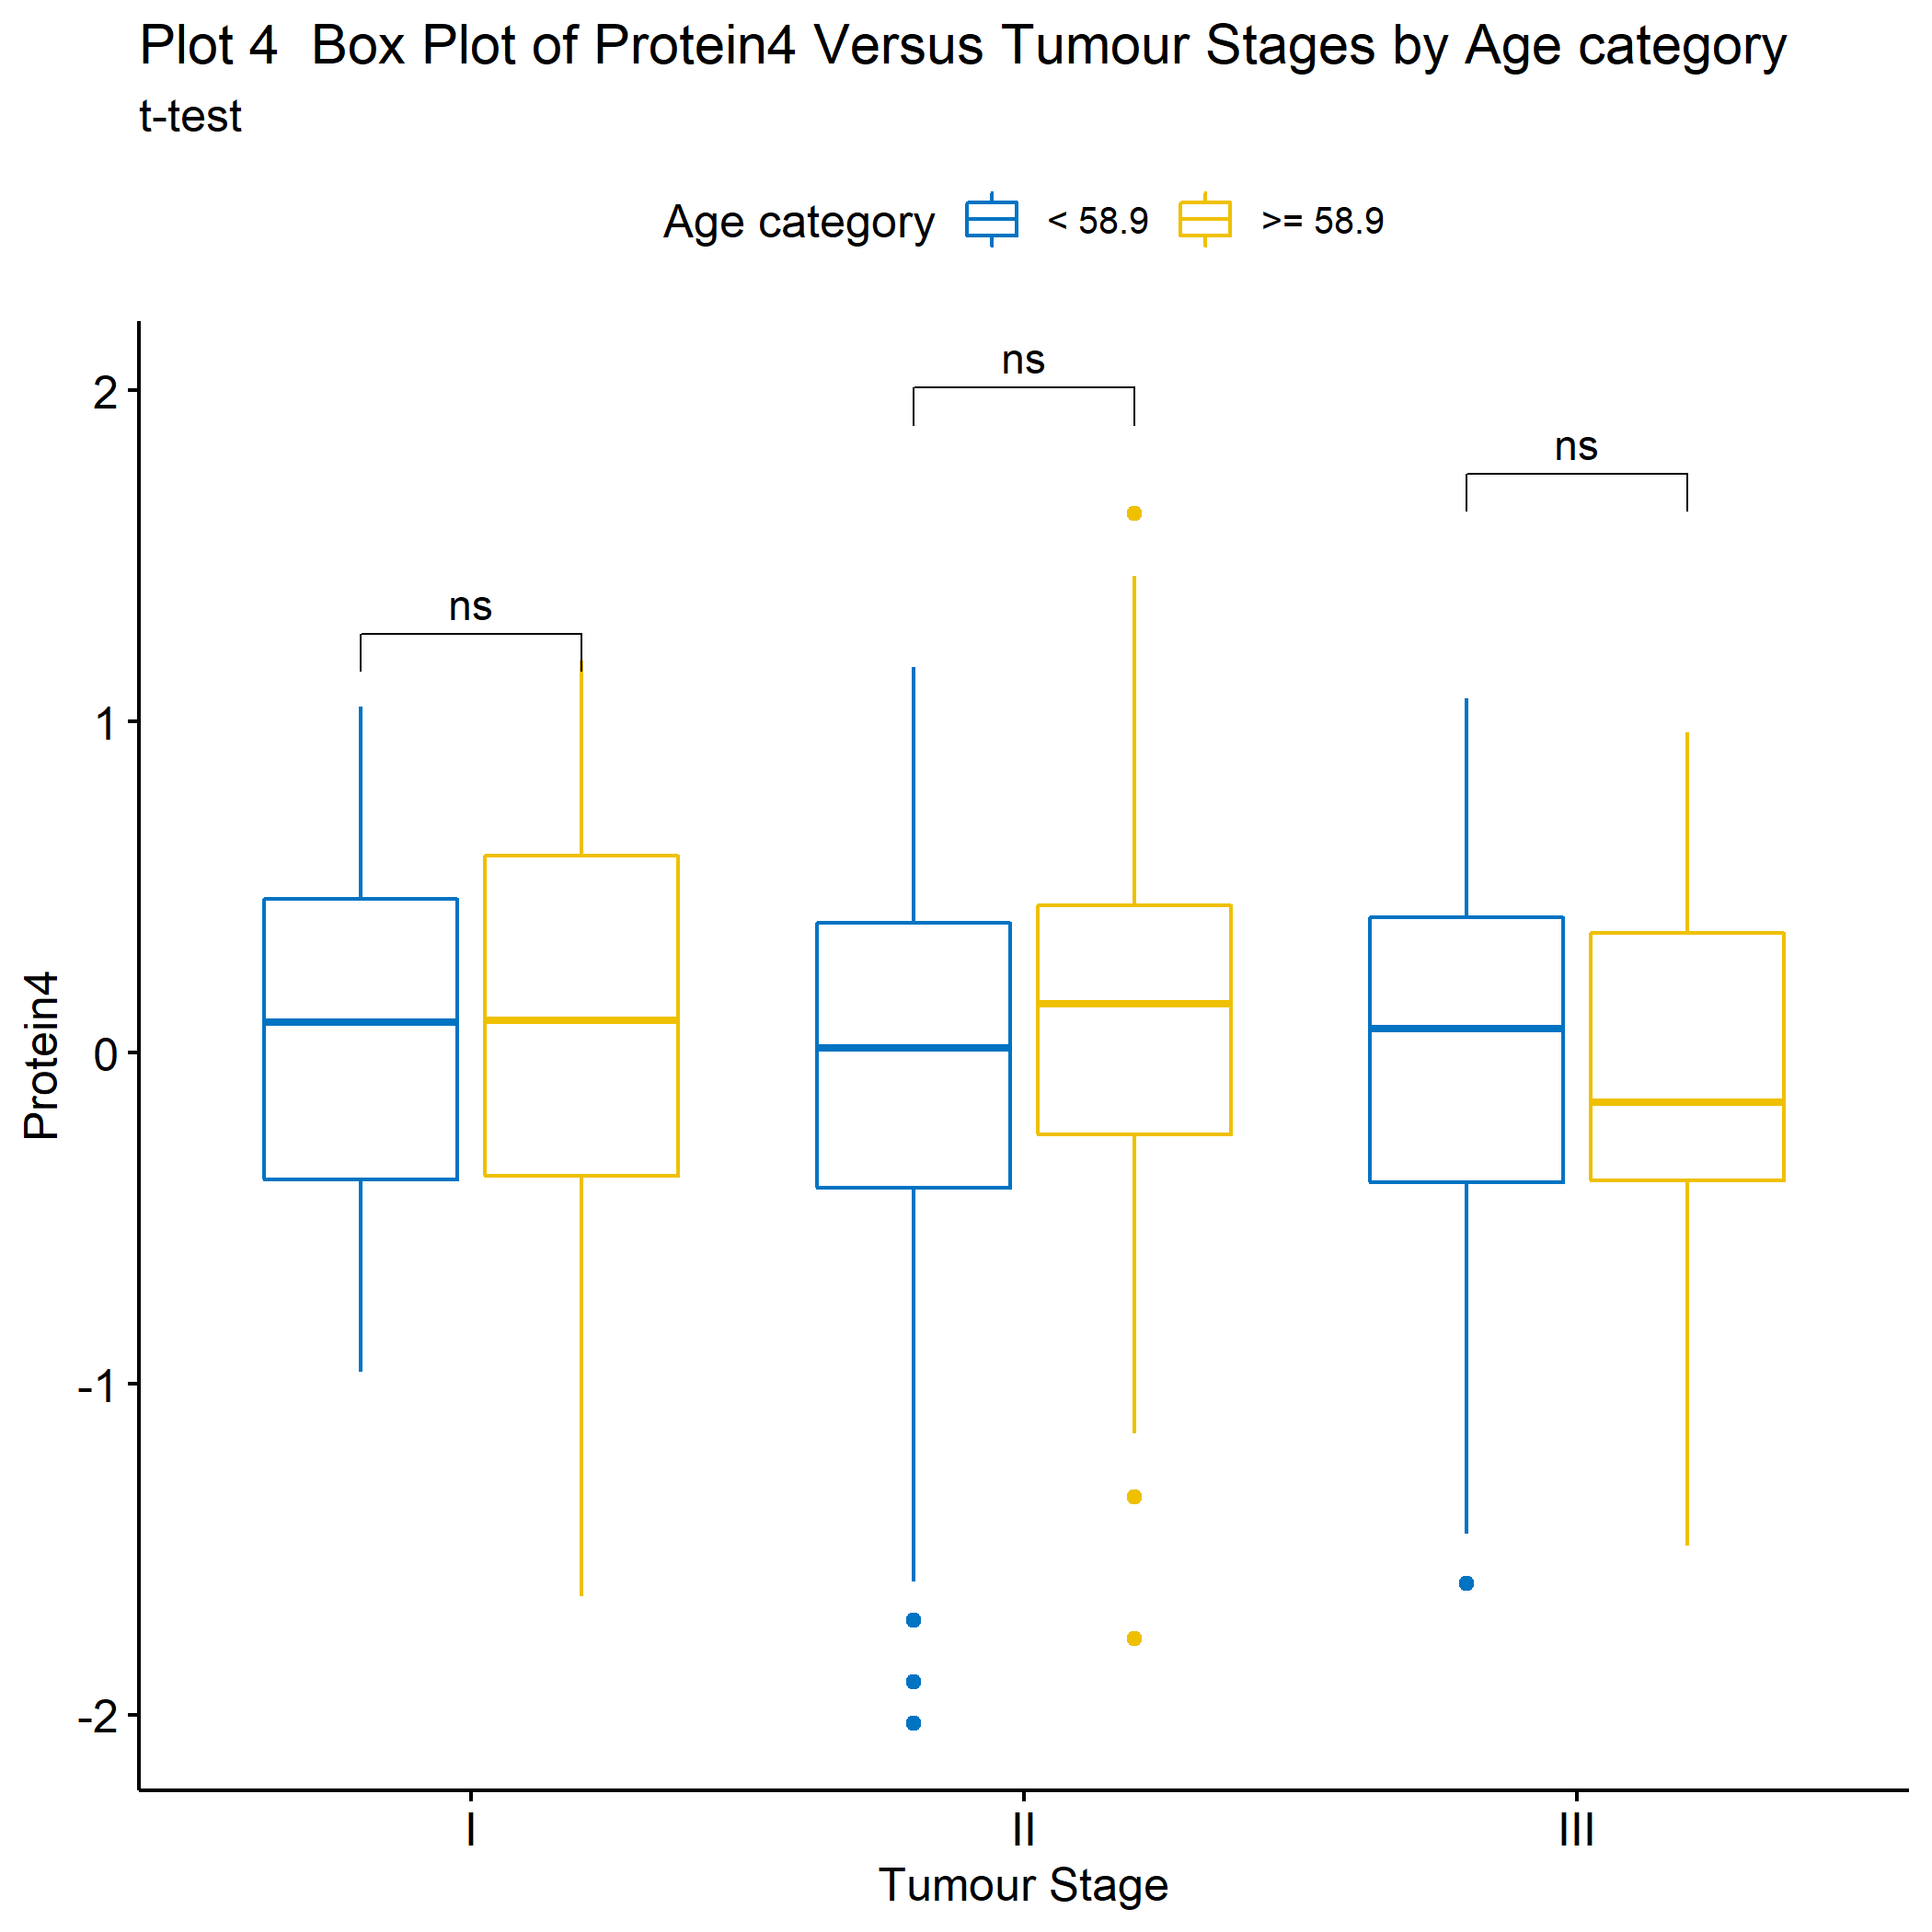 Plot 4  Box Plot of Protein4 Versus Tumour Stages by Age category
t-test
Age category < 58.9 >= 58.9
ns
ns
ns
2
1
0
-1
-2
Protein4
I II III
Tumour Stage